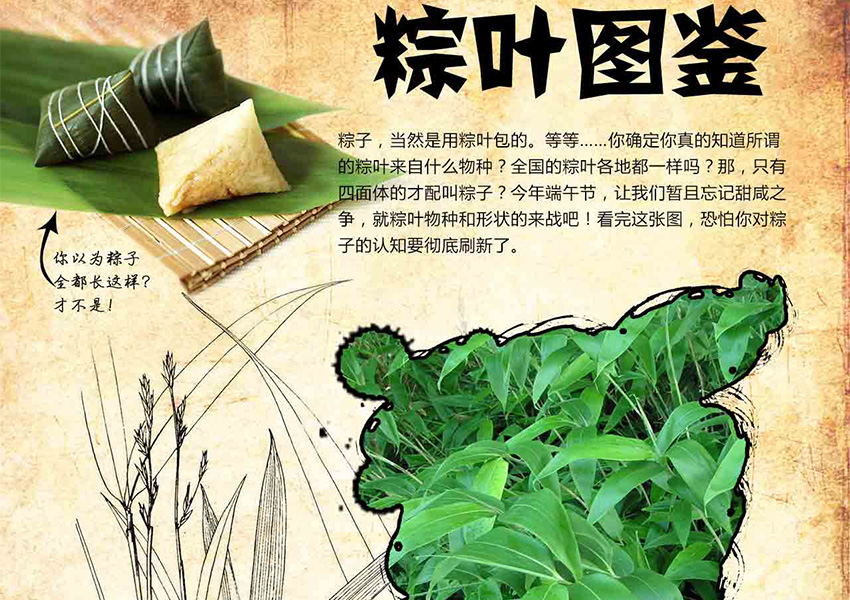 粽叶图鉴
粽子，当然是用粽叶包的。等等……你确定你真的知道所谓
的粽叶来自什么物种？全国的粽叶各地都一样吗？那，只有
四面体的才配叫粽子？今年端午节，让我们暂且忘记甜咸之
争，就粽叶物种和形状的来战吧！看完这张图，恐怕你对粽
子的认知要彻底刷新了。
你以为粽子
全都长这样？
才不是！